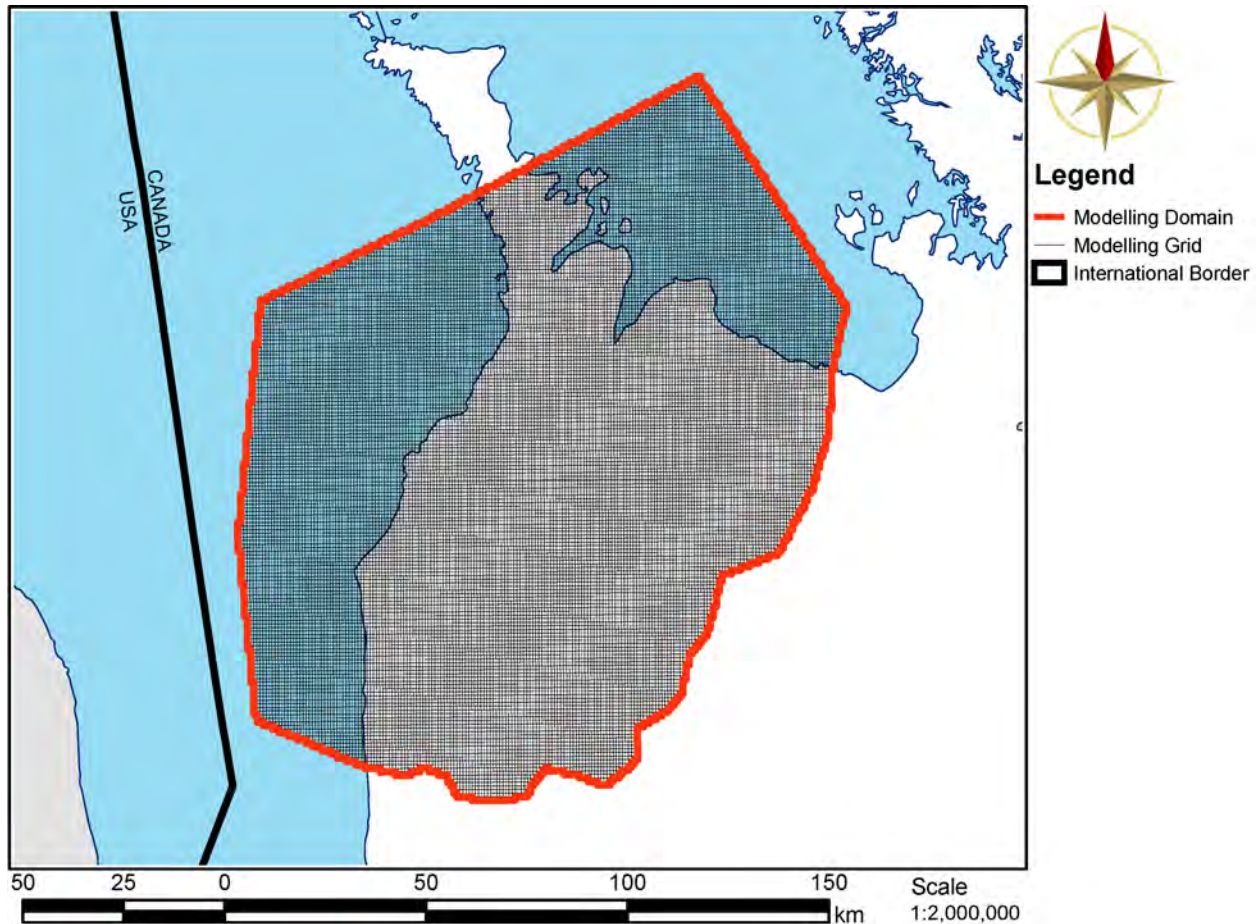 CANADA
USA
Legend
Modelling Domain
Modelling Grid
International Border
50 25 0 50 100 150
km
Scale
1:2,000,000